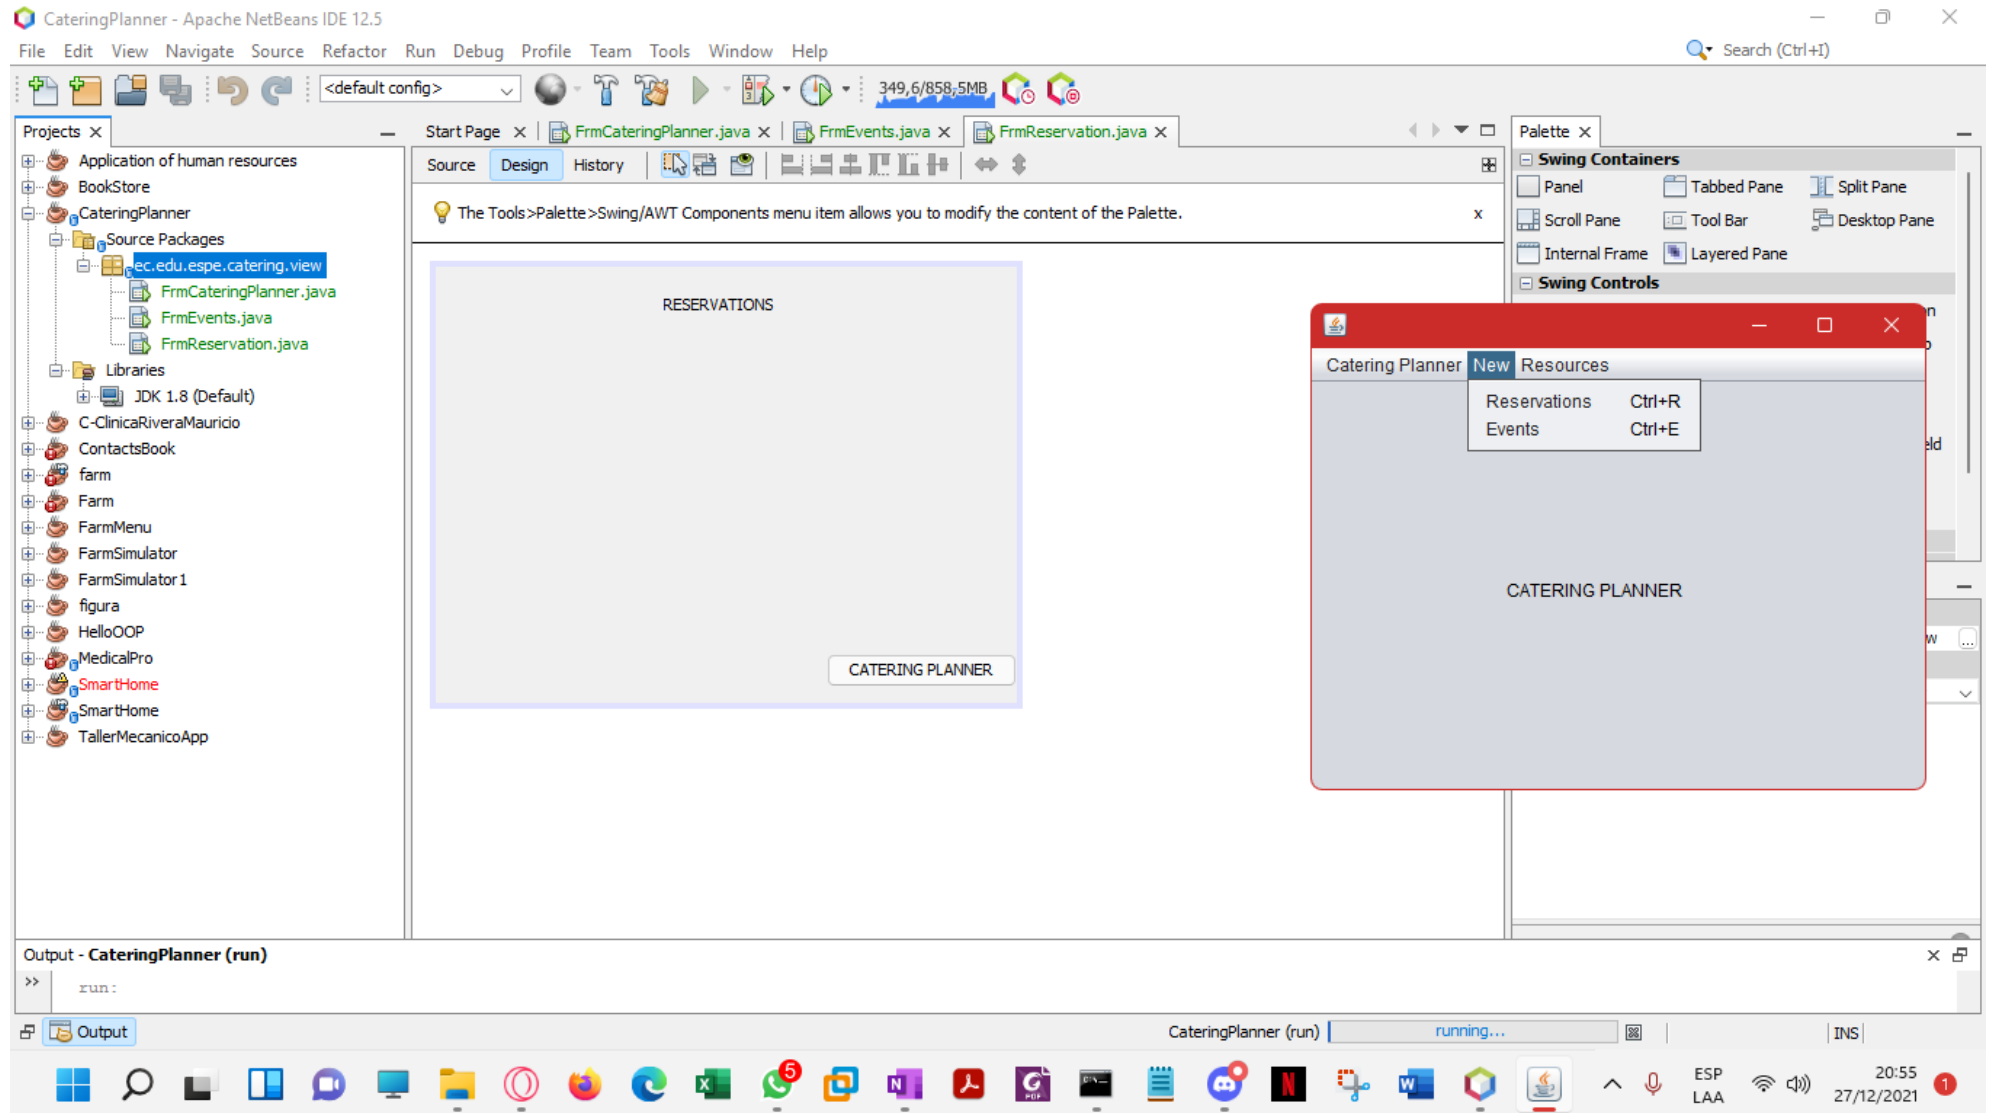 CateringPlanner - Apache NetBeans IDE 12.5
File Edit View Navigate Source Refactor Run Debug Profile Team Tools Window Help
Search (Ctrl+I)
<default config>
349,6/858,5MB
Projects
Start Page
FrmCateringPlanner.java
FrmEvents.java
FrmReservation.java
Palette
Source Design History
The Tools>Palette>Swing/AWT Components menu item allows you to modify the content of the Palette.
x
Application of human resources
BookStore
CateringPlanner
Source Packages
ec.edu.espe.catering.view
FrmCateringPlanner.java
FrmEvents.java
FrmReservation.java
Libraries
JDK 1.8 (Default)
C-ClinicaRiveraMauricio
ContactsBook
farm
Farm
FarmMenu
FarmSimulator
FarmSimulator1
figura
HelloOOP
MedicalPro
SmartHome
SmartHome
TallerMecanicoApp
RESERVATIONS
CATERING PLANNER
Swing Containers
Panel Tabbed Pane Split Pane
Scroll Pane Tool Bar Desktop Pane
Internal Frame Layered Pane
Swing Controls
Catering Planner New Resources
Reservations Ctrl+R
Events Ctrl+E
CATERING PLANNER
Output - CateringPlanner (run)
>>
run:
Output
CateringPlanner (run)
running...
INS
5
ESP
LAA
20:55
27/12/2021
1